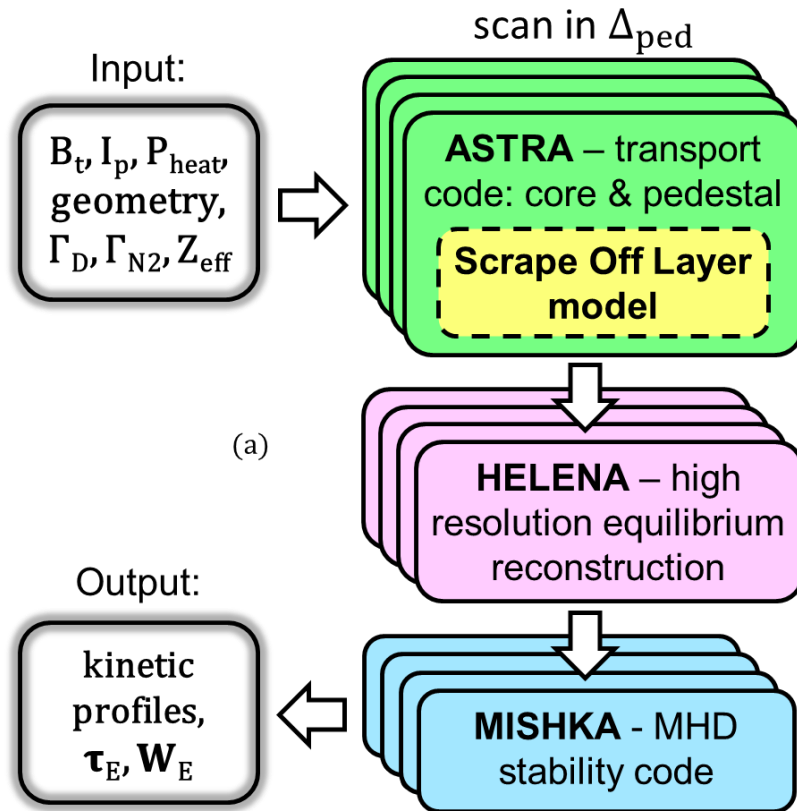 scan in Δ_ped
Input:
B_t, I_p, P_heat,
geometry,
Γ_D, Γ_N2, Z_eff
ASTRA – transport
code: core & pedestal
Scrape Off Layer
model
(a)
HELENA – high
resolution equilibrium
reconstruction
Output:
kinetic
profiles,
τ_E, W_E
MISHKA - MHD
stability code